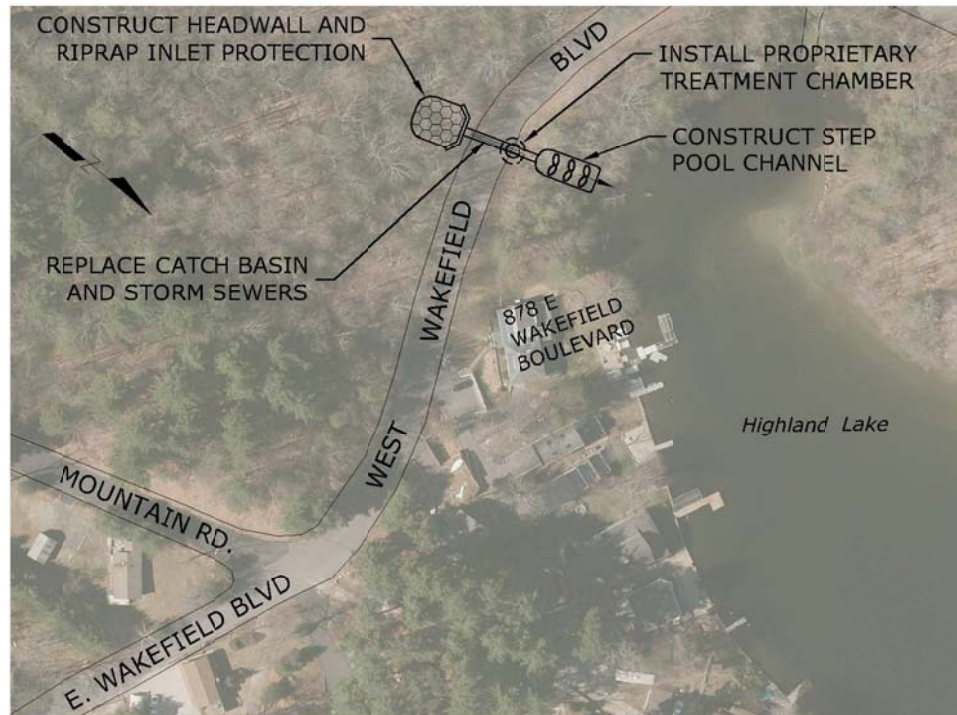 CONSTRUCT HEADWALL AND
RIPRAP INLET PROTECTION
BLVD
INSTALL PROPRIETARY
TREATMENT CHAMBER
CONSTRUCT STEP
POOL CHANNEL
REPLACE CATCH BASIN
AND STORM SEWERS
WAKEFIELD
WEST
878 E
WAKEFIELD
BOULEVARD
Highland Lake
MOUNTAIN RD.
E. WAKEFIELD BLVD